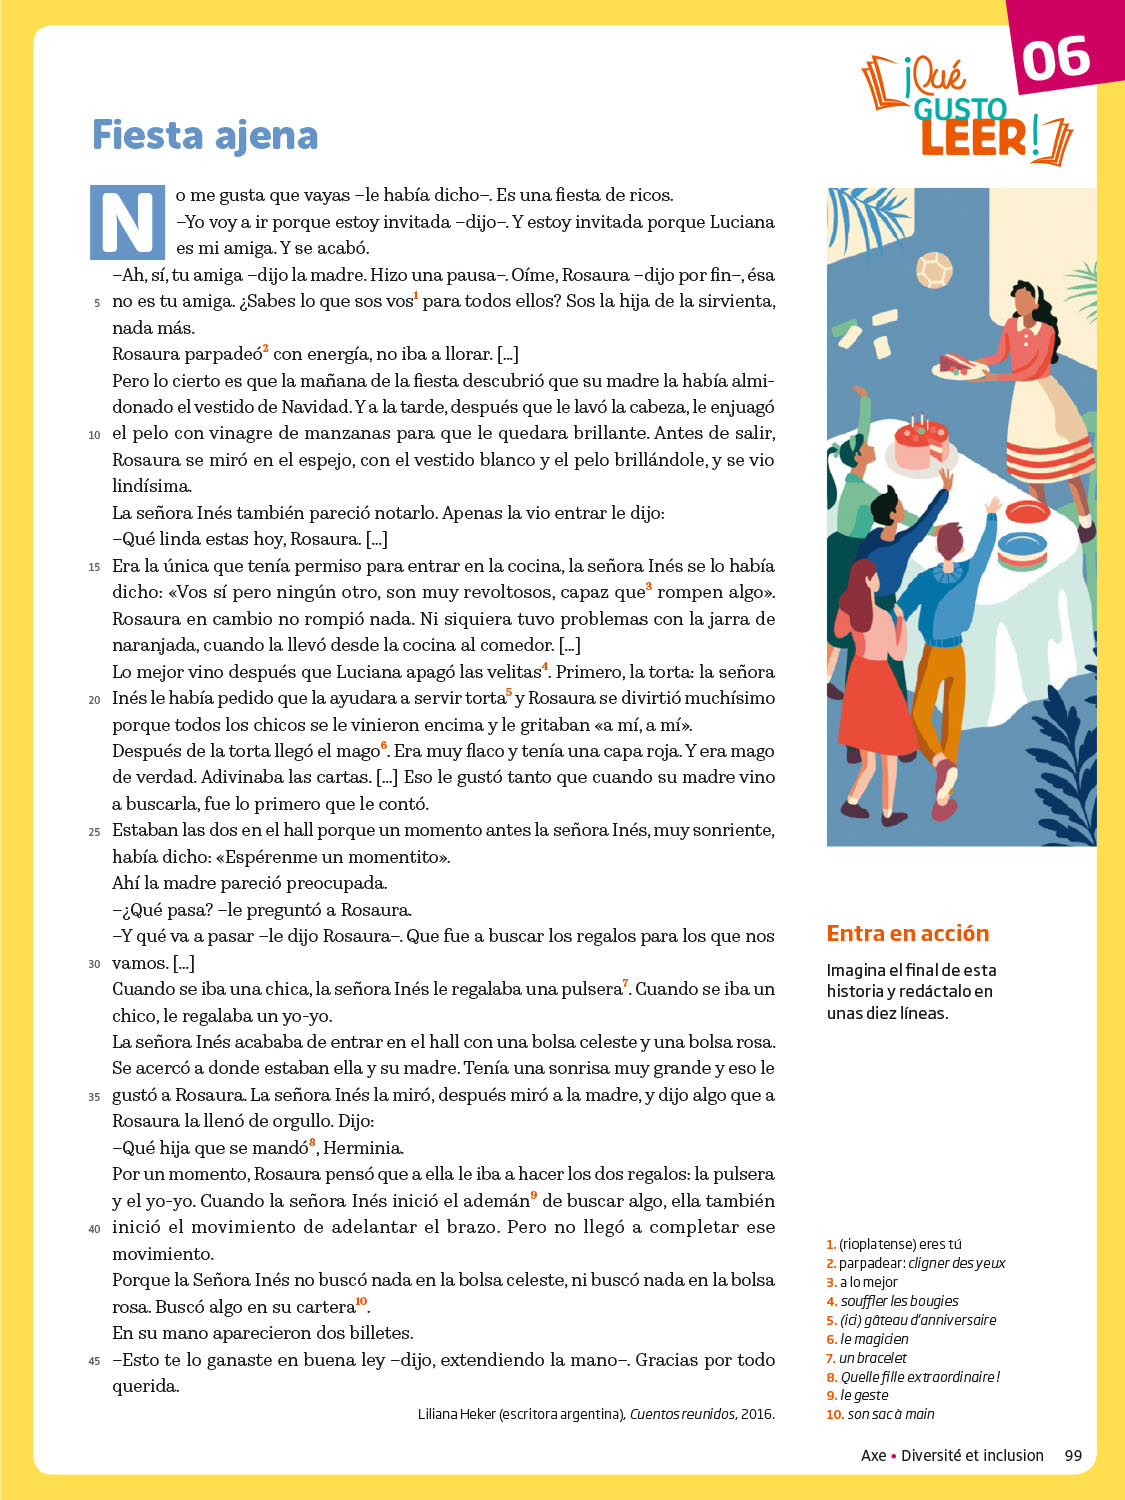 06
¡Qué
GUSTO
LEER!
Fiesta ajena
No me gusta que vayas –le había dicho–. Es una fiesta de ricos.
–Yo voy a ir porque estoy invitada –dijo–. Y estoy invitada porque Luciana
es mi amiga. Y se acabó.
–Ah, sí, tu amiga –dijo la madre. Hizo una pausa–. Oíme, Rosaura –dijo por fin–, ésa
5 no es tu amiga. ¿Sabes lo que sos vos1 para todos ellos? Sos la hija de la sirvienta,
nada más.
Rosaura parpadeó2 con energía, no iba a llorar. [...]
Pero lo cierto es que la mañana de la fiesta descubrió que su madre la había almi-
donado el vestido de Navidad. Y a la tarde, después que le lavó la cabeza, le enjuagó
10 el pelo con vinagre de manzanas para que le quedara brillante. Antes de salir,
Rosaura se miró en el espejo, con el vestido blanco y el pelo brillándole, y se vio
lindísima.
La señora Inés también pareció notarlo. Apenas la vio entrar le dijo:
–Qué linda estas hoy, Rosaura. [...]
15 Era la única que tenía permiso para entrar en la cocina, la señora Inés se lo había
dicho: «Vos sí pero ningún otro, son muy revoltosos, capaz que3 rompen algo».
Rosaura en cambio no rompió nada. Ni siquiera tuvo problemas con la jarra de
naranjada, cuando la llevó desde la cocina al comedor. [...]
Lo mejor vino después que Luciana apagó las velitas4. Primero, la torta: la señora
20 Inés le había pedido que la ayudara a servir torta5 y Rosaura se divirtió muchísimo
porque todos los chicos se le vinieron encima y le gritaban «a mí, a mí».
Después de la torta llegó el mago6. Era muy flaco y tenía una capa roja. Y era mago
de verdad. Adivinaba las cartas. [...] Eso le gustó tanto que cuando su madre vino
a buscarla, fue lo primero que le contó.
25 Estaban las dos en el hall porque un momento antes la señora Inés, muy sonriente,
había dicho: «Espérenme un momentito».
Ahí la madre pareció preocupada.
–¿Qué pasa? –le preguntó a Rosaura.
–Y qué va a pasar –le dijo Rosaura–. Que fue a buscar los regalos para los que nos
30 vamos. [...]
Cuando se iba una chica, la señora Inés le regalaba una pulsera7. Cuando se iba un
chico, le regalaba un yo-yo.
La señora Inés acababa de entrar en el hall con una bolsa celeste y una bolsa rosa.
Se acercó a donde estaban ella y su madre. Tenía una sonrisa muy grande y eso le
35 gustó a Rosaura. La señora Inés la miró, después miró a la madre, y dijo algo que a
Rosaura la llenó de orgullo. Dijo:
–Qué hija que se mandó8, Herminia.
Por un momento, Rosaura pensó que a ella le iba a hacer los dos regalos: la pulsera
y el yo-yo. Cuando la señora Inés inició el ademán9 de buscar algo, ella también
40 inició el movimiento de adelantar el brazo. Pero no llegó a completar ese
movimiento.
Porque la Señora Inés no buscó nada en la bolsa celeste, ni buscó nada en la bolsa
rosa. Buscó algo en su cartera10.
En su mano aparecieron dos billetes.
45 –Esto te lo ganaste en buena ley –dijo, extendiendo la mano–. Gracias por todo
querida.
Liliana Heker (escritora argentina), Cuentos reunidos, 2016.
Entra en acción
Imagina el final de esta
historia y redáctalo en
unas diez líneas.
1. (rioplatense) eres tú
2. parpadear: cligner des yeux
3. a lo mejor
4. souffler les bougies
5. (ici) gâteau d'anniversaire
6. le magicien
7. un bracelet
8. Quelle fille extraordinaire !
9. le geste
10. son sac à main
Axe • Diversité et inclusion 99